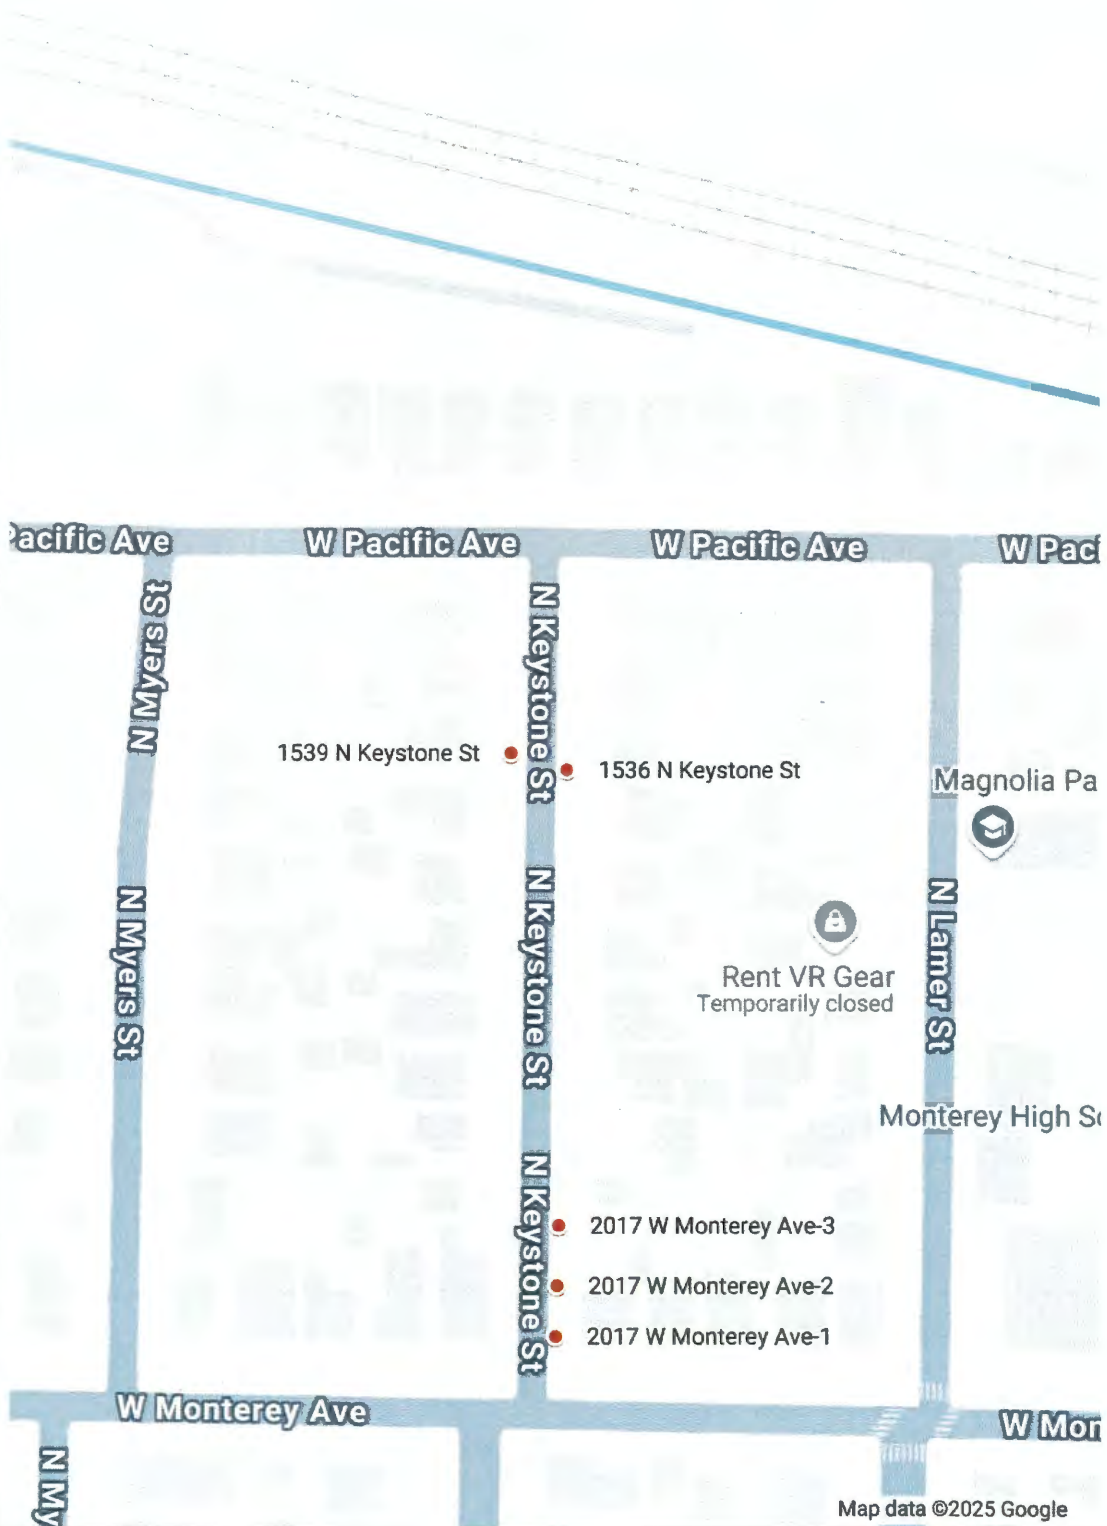 Pacific Ave
W Pacific Ave
W Pacific Ave
W Paci
N Myers St
N Keystone St
1539 N Keystone St
1536 N Keystone St
Magnolia Pa
N Myers St
N Keystone St
N Lamer St
Rent VR Gear
Temporarily closed
Monterey High Sc
N Keystone St
2017 W Monterey Ave-3
2017 W Monterey Ave-2
2017 W Monterey Ave-1
W Monterey Ave
W Mon
N My
Map data ©2025 Google